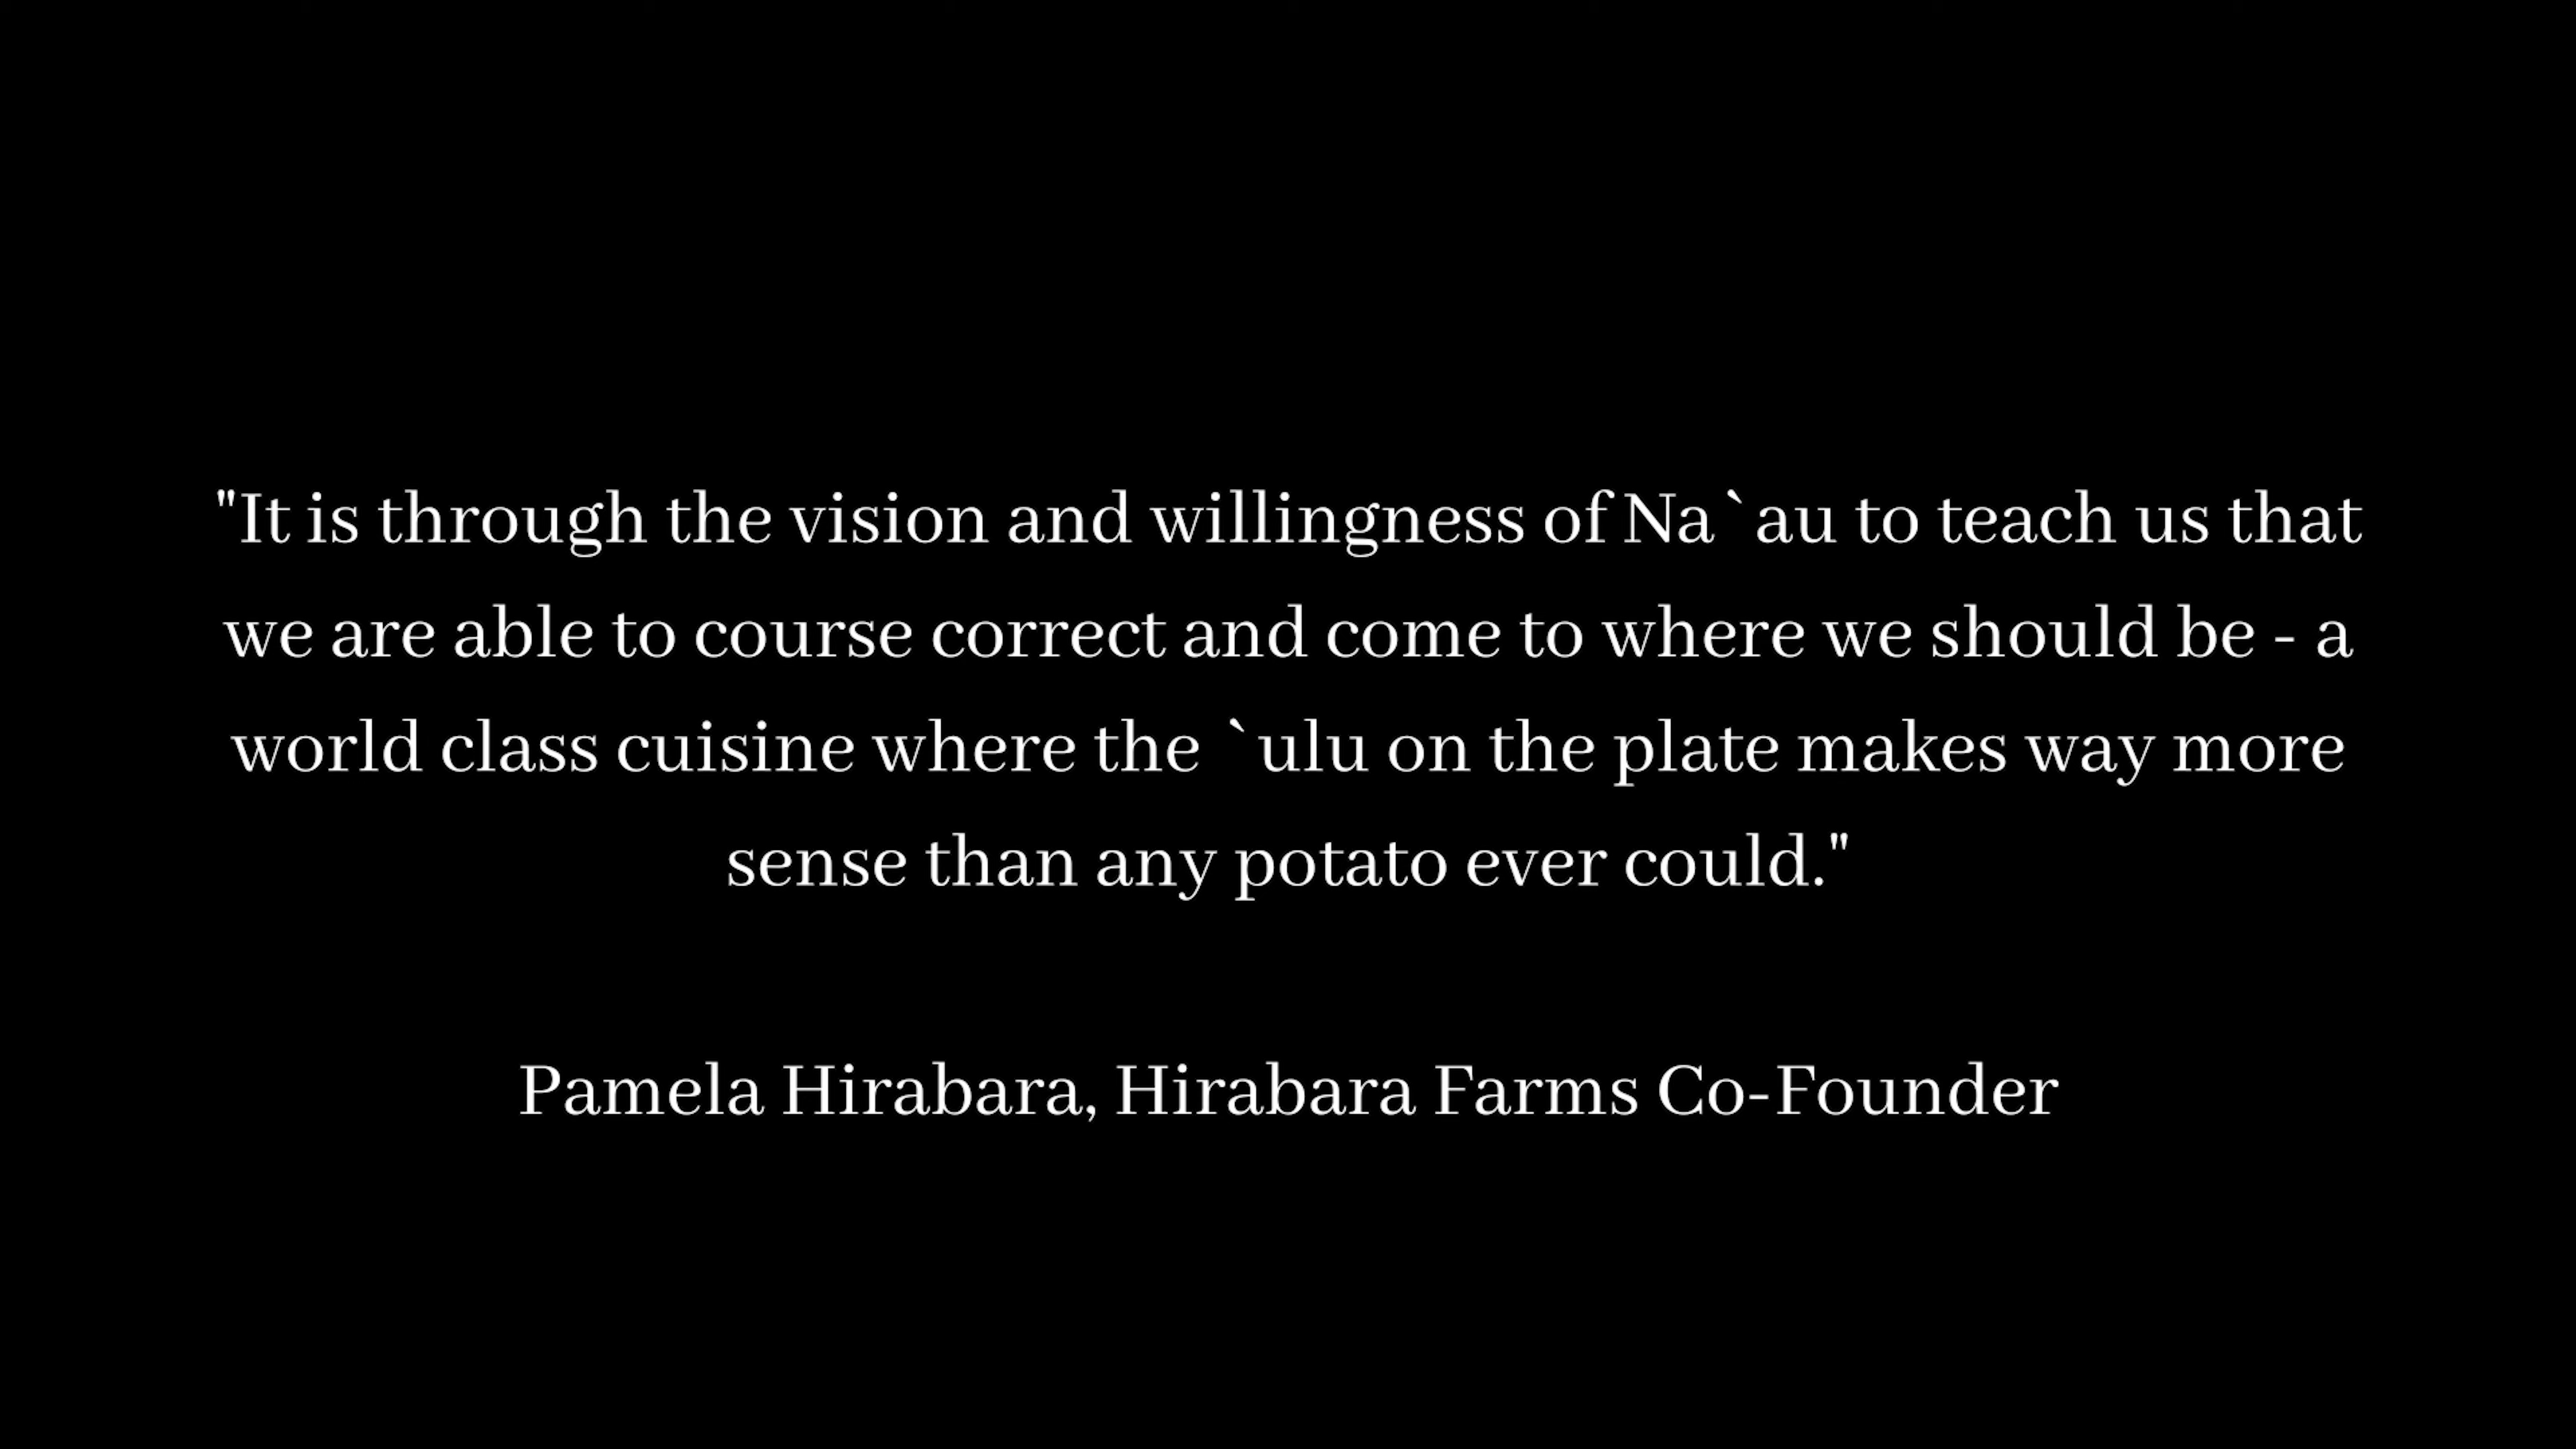 "It is through the vision and willingness of Na`au to teach us that
we are able to course correct and come to where we should be - a
world class cuisine where the `ulu on the plate makes way more
sense than any potato ever could."
Pamela Hirabara, Hirabara Farms Co-Founder